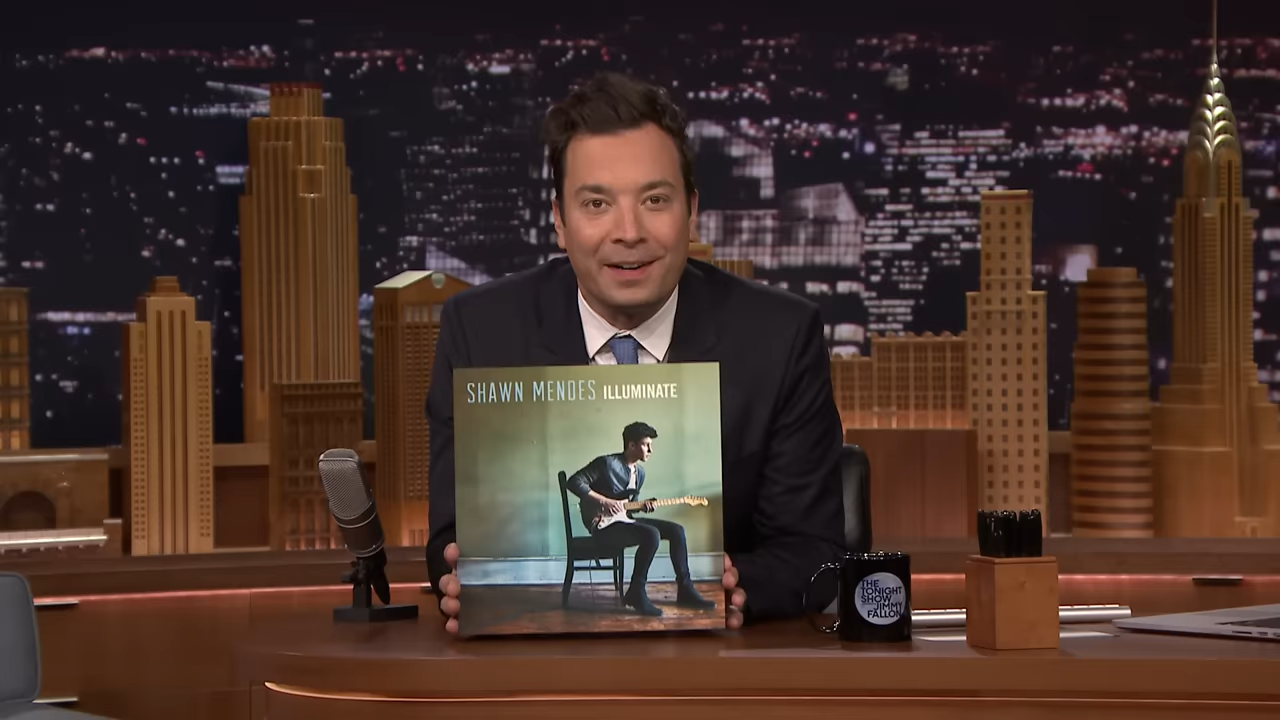 SHAWN MENDES ILLUMINATE
THE
TONIGHT
SHOW
JIMMY
FALLON